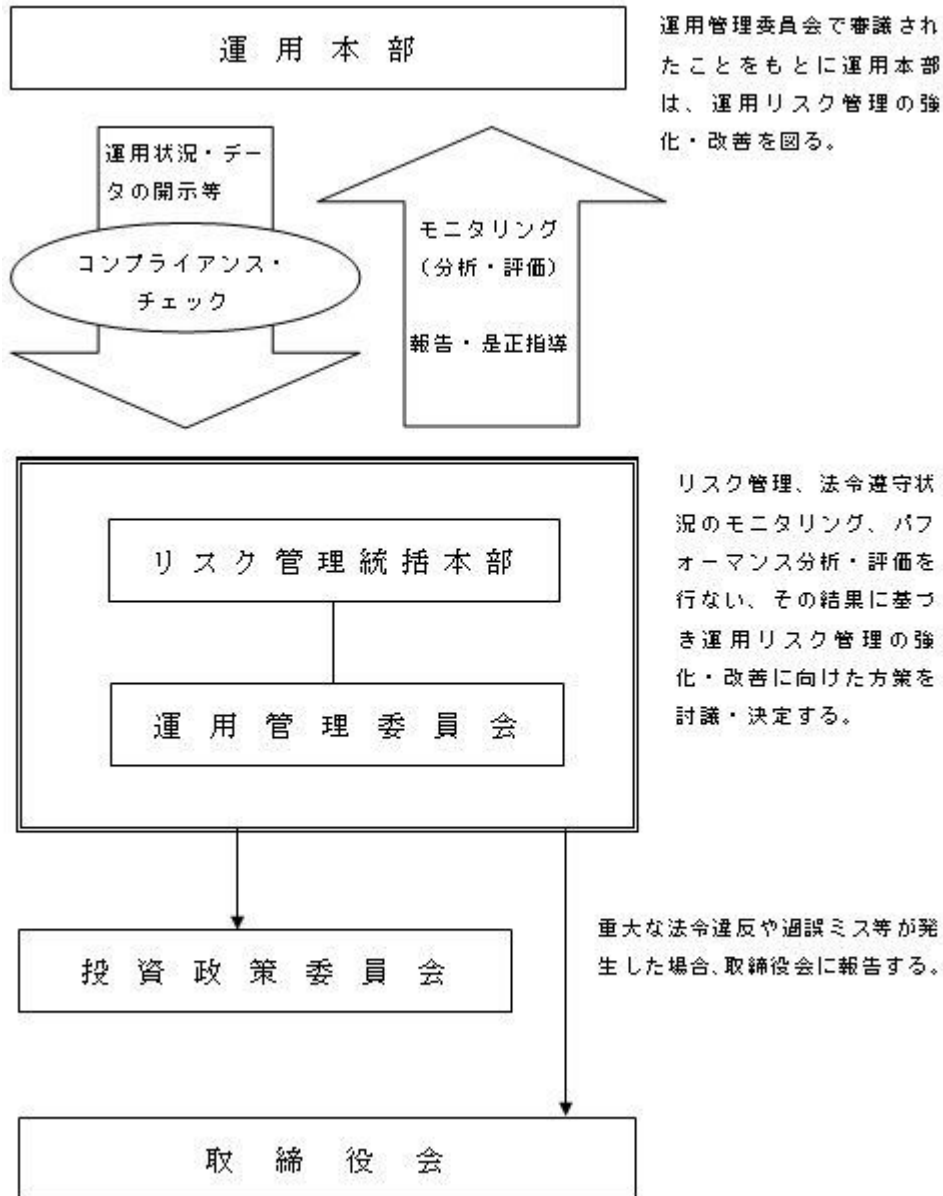 運用本部
運用管理委員会で審議され
たことをもとに運用本部
は、運用リスク管理の強
化・改善を図る。
運用状況・デー
タの開示等
コンプライアンス・
チェック
モニタリング
（分析・評価）
報告・是正指導
リスク管理統括本部
運用管理委員会
リスク管理、法令遵守状
況のモニタリング、パフ
ォーマンス分析・評価を
行ない、その結果に基づ
き運用リスク管理の強
化・改善に向けた方策を
討議・決定する。
投資政策委員会
重大な法令違反や過誤ミス等が発
生した場合、取締役会に報告する。
取締役会